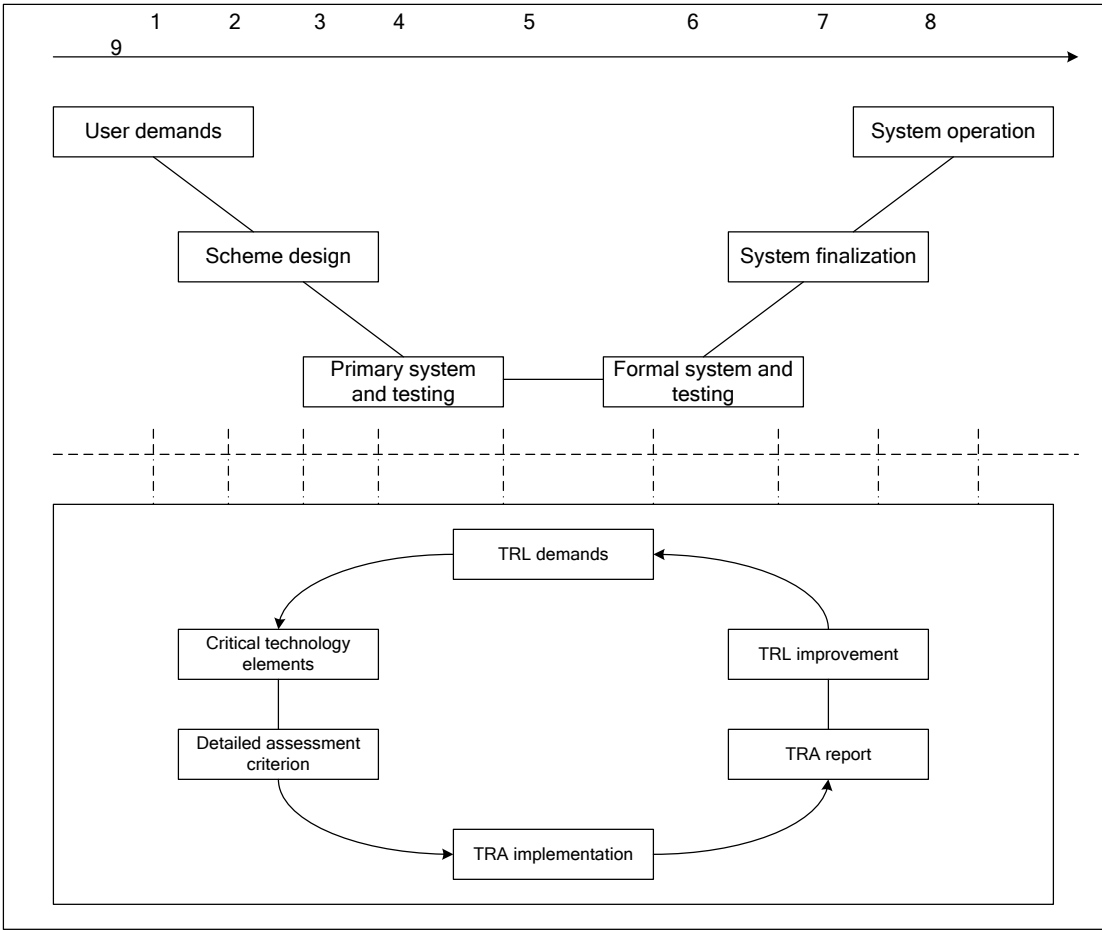 1 2 3 4 5 6 7 8
9
User demands
System operation
Scheme design
System finalization
Primary system
and testing
Formal system and
testing
TRL demands
Critical technology
elements
TRL improvement
Detailed assessment
criterion
TRA report
TRA implementation